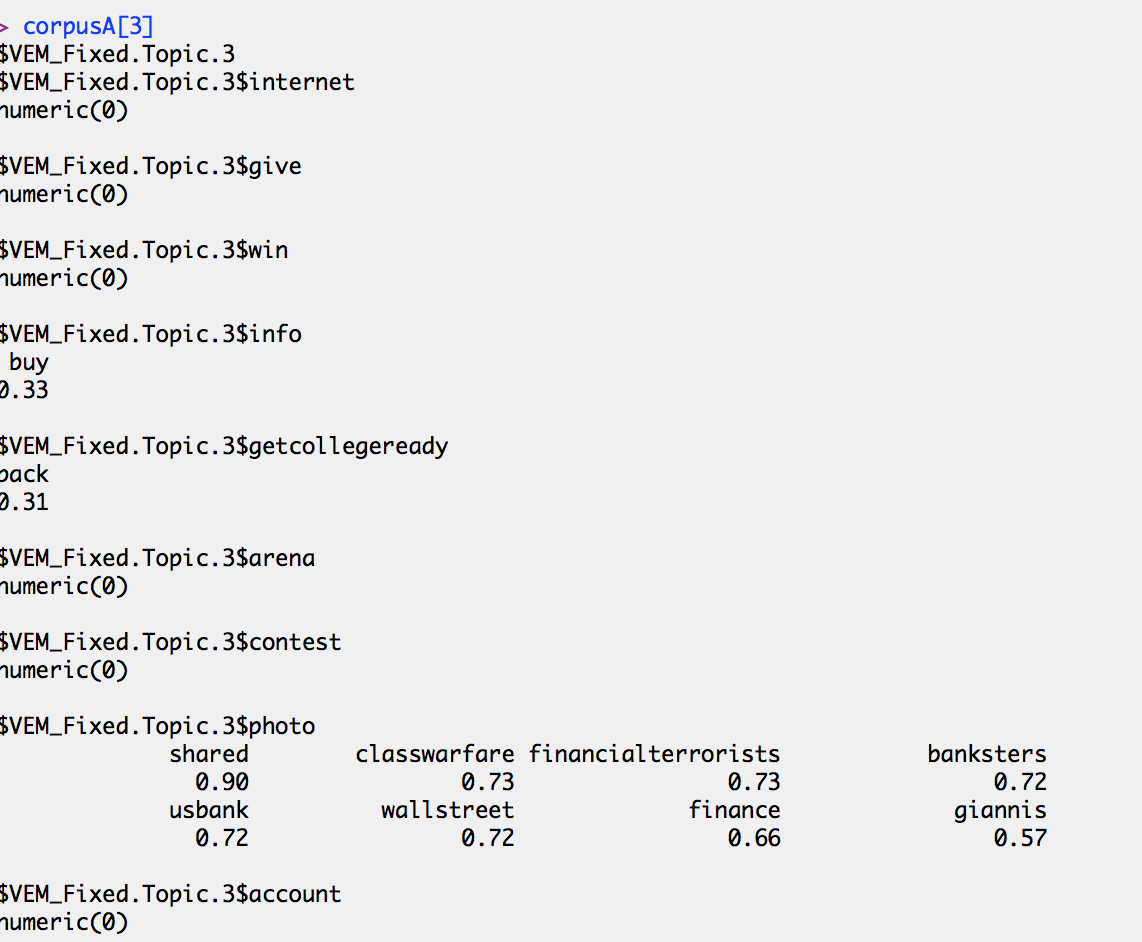 > corpusA[3]
$VEM_Fixed.Topic.3
$VEM_Fixed.Topic.3$internet
numeric(0)
$VEM_Fixed.Topic.3$give
numeric(0)
$VEM_Fixed.Topic.3$win
numeric(0)
$VEM_Fixed.Topic.3$info
buy
0.33
$VEM_Fixed.Topic.3$getcollegeready
back
0.31
$VEM_Fixed.Topic.3$arena
numeric(0)
$VEM_Fixed.Topic.3$contest
numeric(0)
$VEM_Fixed.Topic.3$photo
shared classwarfare financialterrorists banksters
0.90 0.73 0.73 0.72
usbank wallstreet finance giannis
0.72 0.72 0.66 0.57
$VEM_Fixed.Topic.3$account
numeric(0)